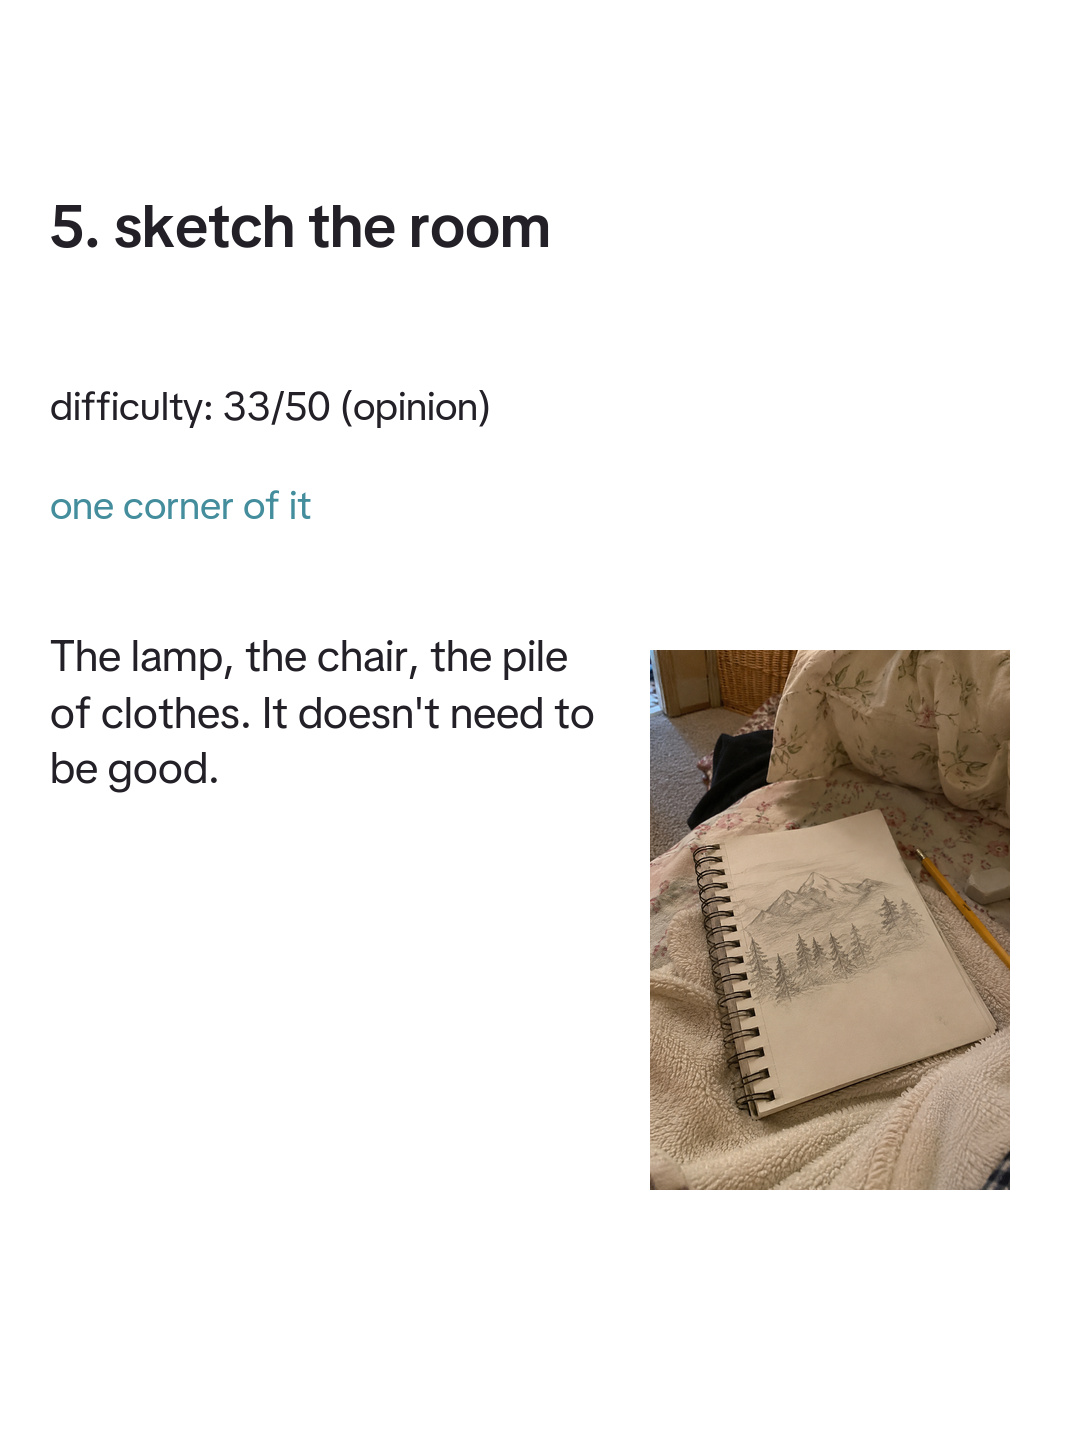 5. sketch the room
difficulty: 33/50 (opinion)
one corner of it
The lamp, the chair, the pile
of clothes. It doesn't need to
be good.